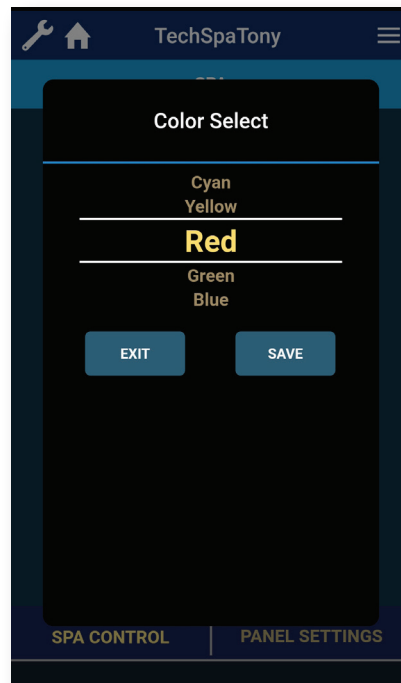 TechSpaTony
Color Select
Cyan
Yellow
Red
Green
Blue
EXIT SAVE
SPA CONTROL PANEL SETTINGS